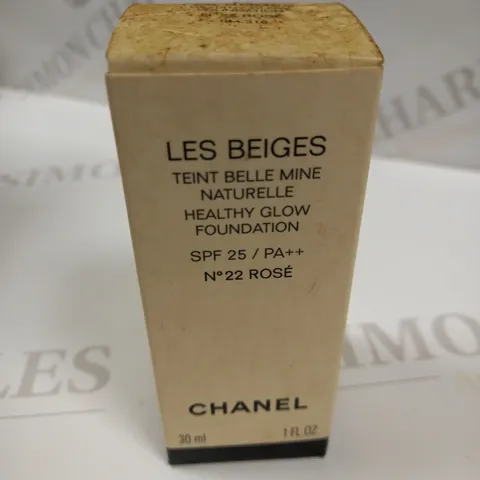 LES BEIGES
TEINT BELLE MINE
NATURELLE
HEALTHY GLOW
FOUNDATION
SPF 25 / PA++
N°22 ROSÉ
CHANEL
30 ml 1 FL OZ